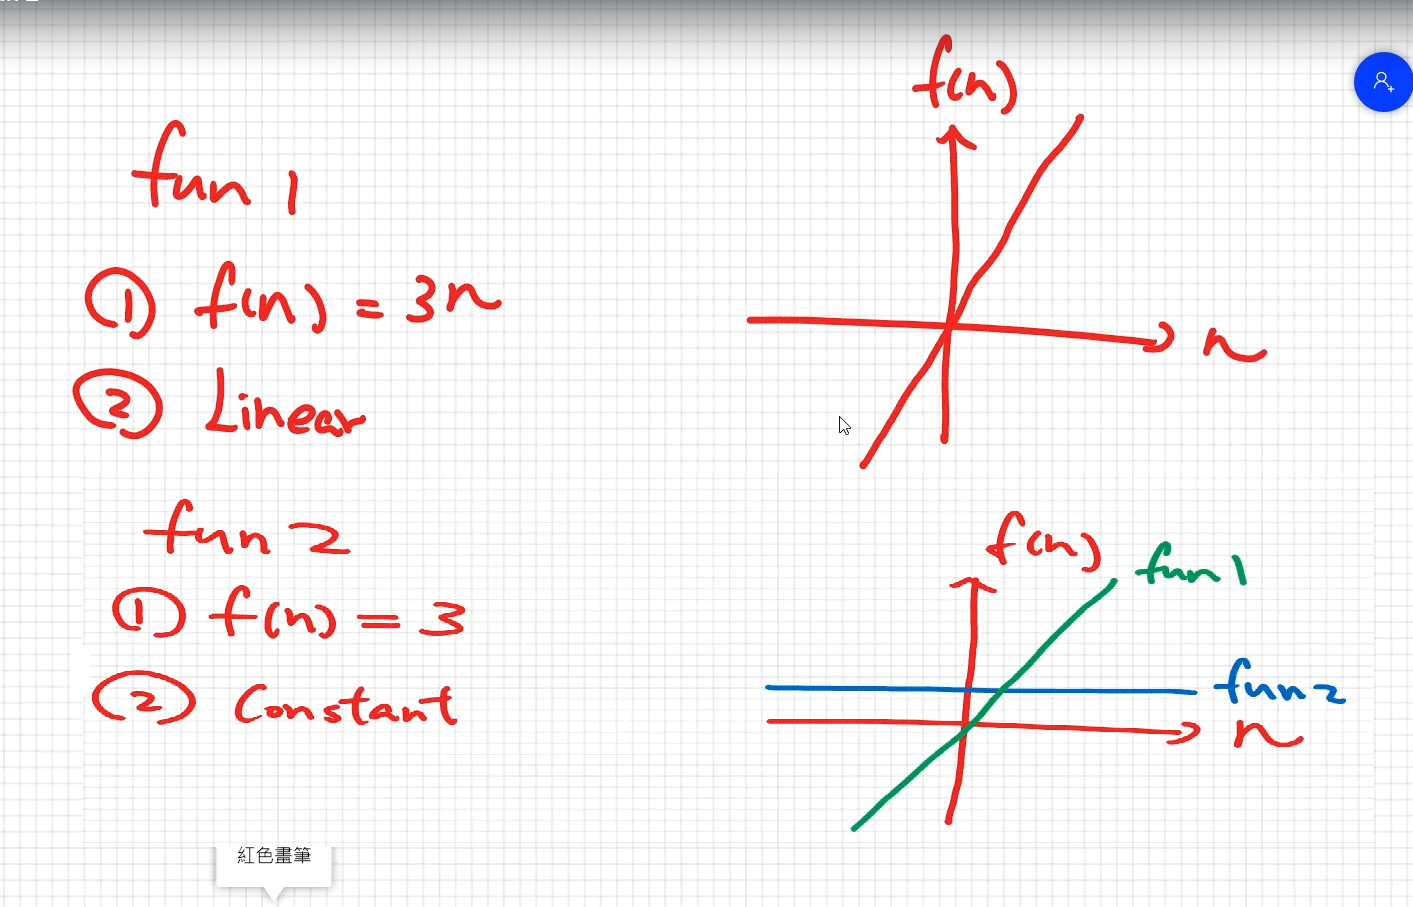 fun 1
① f(n) = 3n
② Linear
f(n)
n
fun 2
① f(n) = 3
② Constant
f(n)
fun 1
fun 2
n
紅色畫筆